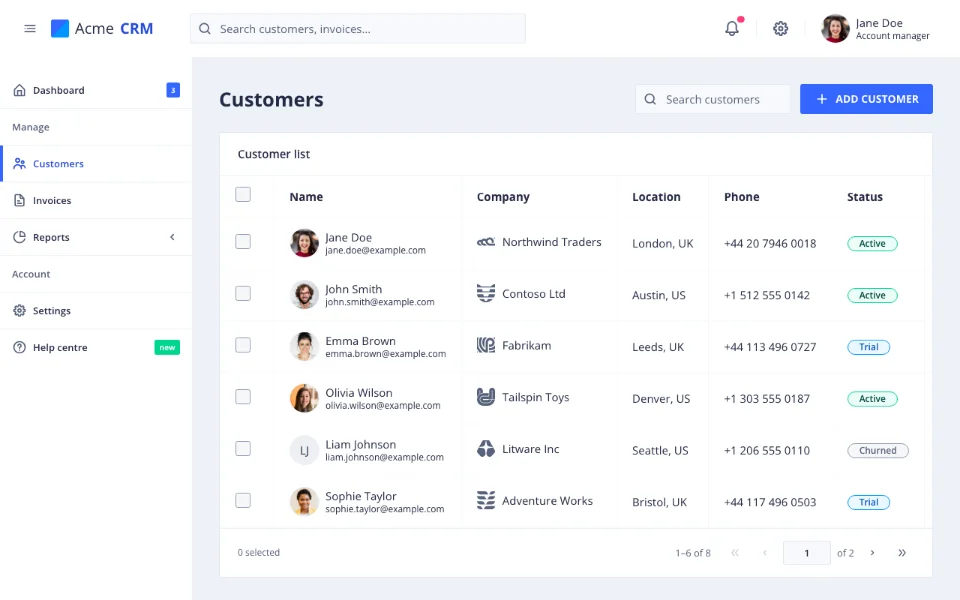 Acme CRM
Search customers, invoices...
Jane Doe
Account manager
Dashboard 3
Manage
Customers
Invoices
Reports
Account
Settings
Help centre new
Customers
Search customers
ADD CUSTOMER
Customer list
Name Company Location Phone Status
Jane Doe
jane.doe@example.com
Northwind Traders London, UK +44 20 7946 0018 Active
John Smith
john.smith@example.com
Contoso Ltd Austin, US +1 512 555 0142 Active
Emma Brown
emma.brown@example.com
Fabrikam Leeds, UK +44 113 496 0727 Trial
Olivia Wilson
olivia.wilson@example.com
Tailspin Toys Denver, US +1 303 555 0187 Active
LJ
Liam Johnson
liam.johnson@example.com
Litware Inc Seattle, US +1 206 555 0110 Churned
Sophie Taylor
sophie.taylor@example.com
Adventure Works Bristol, UK +44 117 496 0503 Trial
0 selected
1–6 of 8 1 of 2